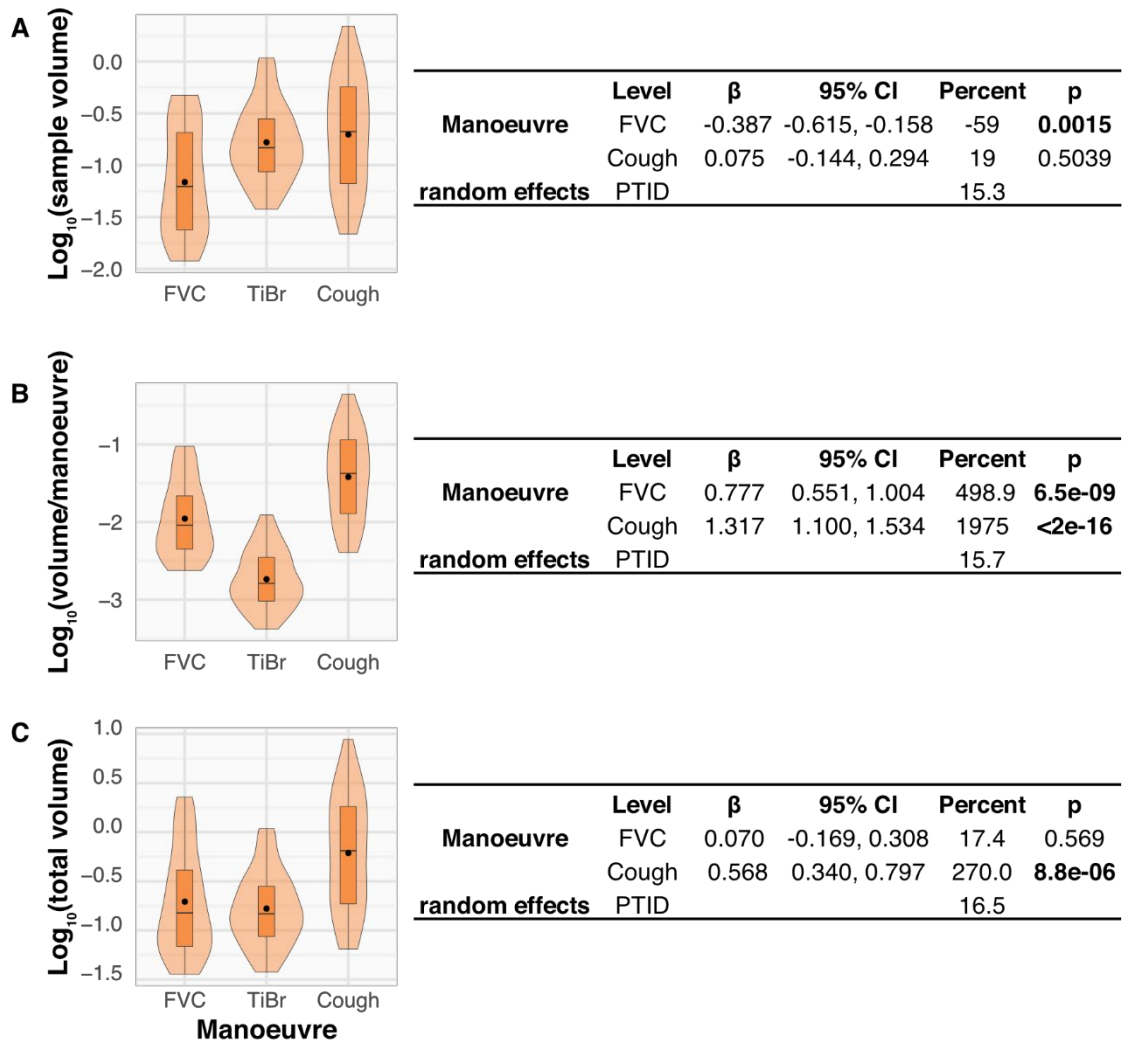 A
Log10(sample volume)
0.0
−0.5
−1.0
−1.5
−2.0
FVC TiBr Cough
Level β 95% CI Percent p
Manoeuvre FVC -0.387 -0.615, -0.158 -59 0.0015
Cough 0.075 -0.144, 0.294 19 0.5039
random effects PTID 15.3
B
Log10(volume/manoeuvre)
−1
−2
−3
FVC TiBr Cough
Level β 95% CI Percent p
Manoeuvre FVC 0.777 0.551, 1.004 498.9 6.5e-09
Cough 1.317 1.100, 1.534 1975 <2e-16
random effects PTID 15.7
C
Log10(total volume)
1.0
0.5
0.0
−0.5
−1.0
−1.5
FVC TiBr Cough
Manoeuvre
Level β 95% CI Percent p
Manoeuvre FVC 0.070 -0.169, 0.308 17.4 0.569
Cough 0.568 0.340, 0.797 270.0 8.8e-06
random effects PTID 16.5